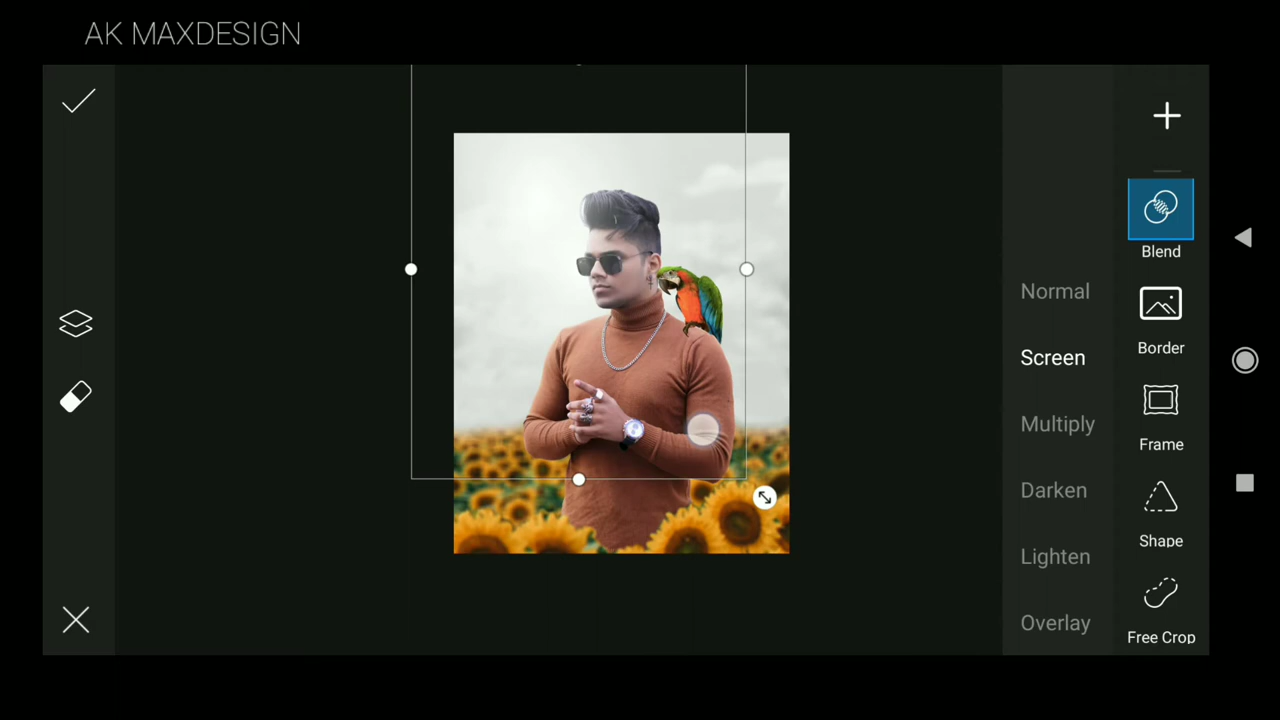 AK MAXDESIGN
Blend
Normal
Border
Screen
Multiply
Frame
Darken
Shape
Lighten
Overlay
Free Crop